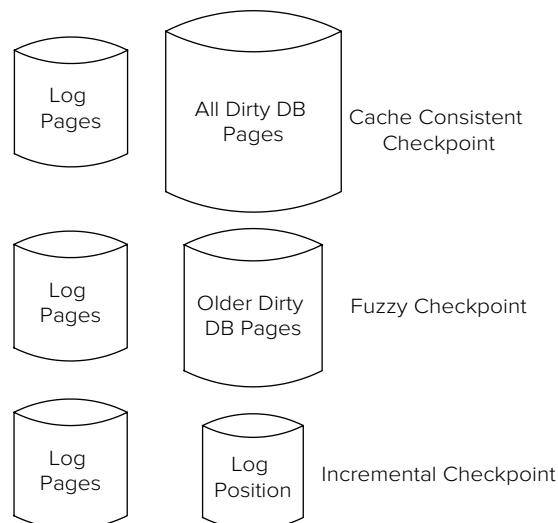 Log
Pages
All Dirty DB
Pages
Cache Consistent
Checkpoint
Log
Pages
Older Dirty
DB Pages
Fuzzy Checkpoint
Log
Pages
Log
Position
Incremental Checkpoint